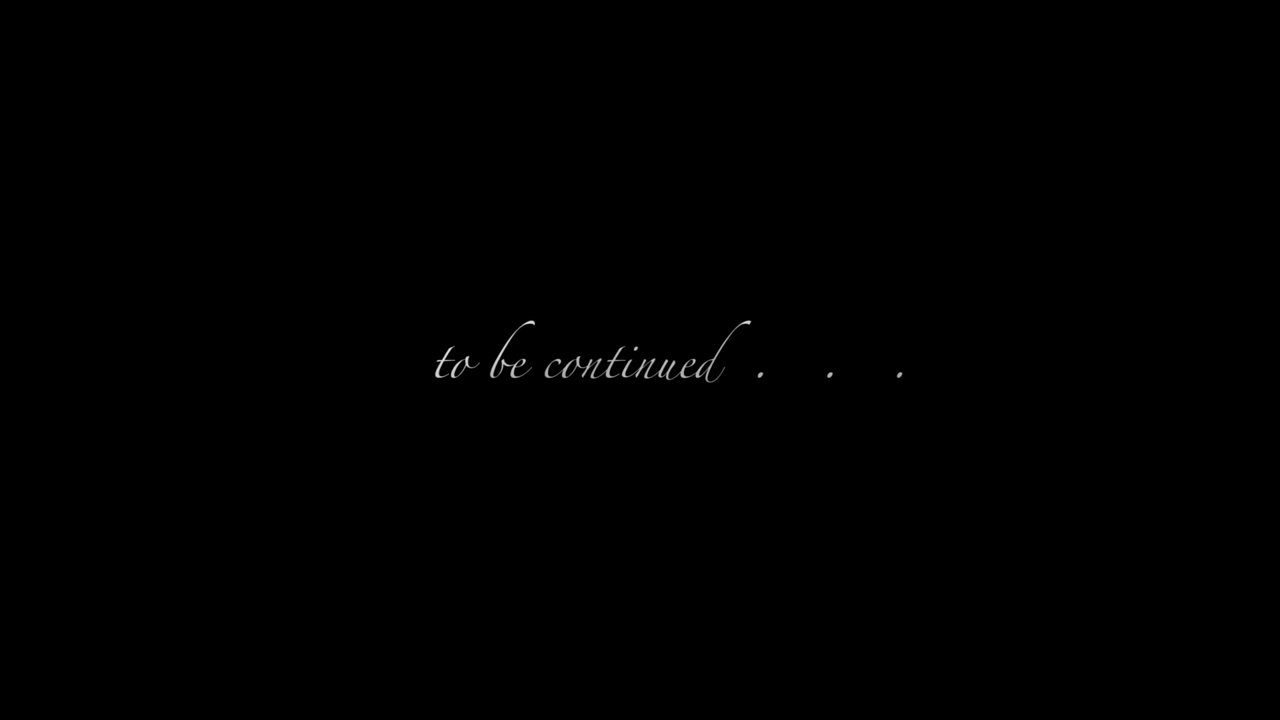 to be continued . . .